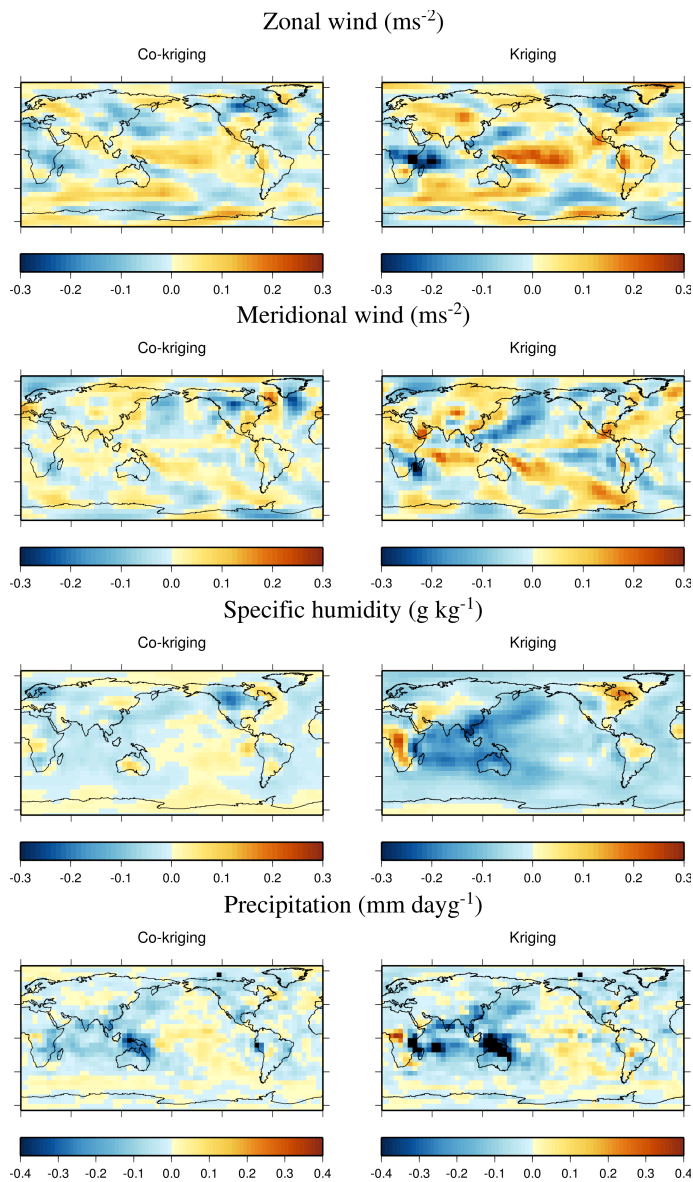 Zonal wind (ms-2)
Co-kriging Kriging
-0.3 -0.2 -0.1 0.0 0.1 0.2 0.3 -0.3 -0.2 -0.1 0.0 0.1 0.2 0.3
Meridional wind (ms-2)
Co-kriging Kriging
-0.3 -0.2 -0.1 0.0 0.1 0.2 0.3 -0.3 -0.2 -0.1 0.0 0.1 0.2 0.3
Specific humidity (g kg-1)
Co-kriging Kriging
-0.3 -0.2 -0.1 0.0 0.1 0.2 0.3 -0.3 -0.2 -0.1 0.0 0.1 0.2 0.3
Precipitation (mm dayg-1)
Co-kriging Kriging
-0.4 -0.3 -0.2 -0.1 0.0 0.1 0.2 0.3 0.4 -0.4 -0.3 -0.2 -0.1 0.0 0.1 0.2 0.3 0.4